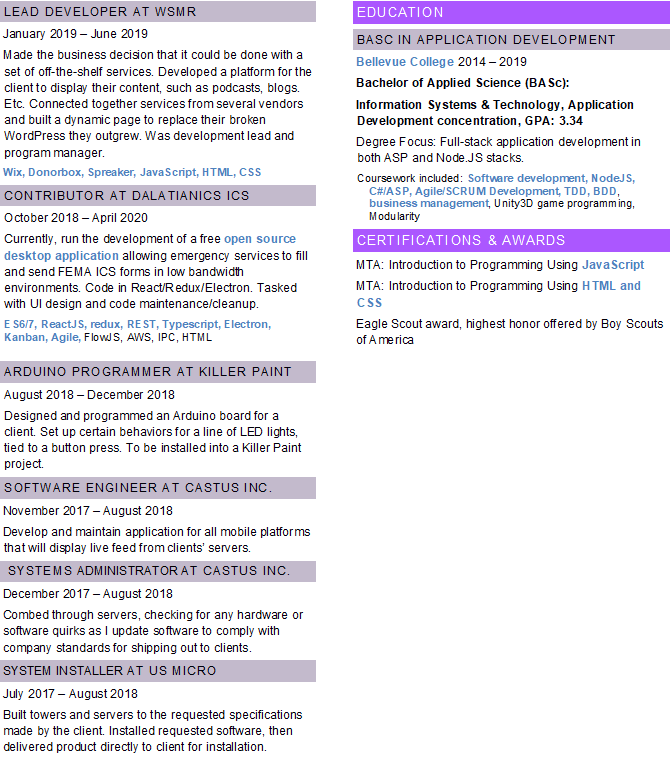 LEAD DEVELOPER AT WSMR
January 2019 – June 2019
Made the business decision that it could be done with a
set of off-the-shelf services. Developed a platform for the
client to display their content, such as podcasts, blogs.
Etc. Connected together services from several vendors
and built a dynamic page to replace their broken
WordPress they outgrew. Was development lead and
program manager.
Wix, Donorbox, Spreaker, JavaScript, HTML, CSS
CONTRIBUTOR AT DALATIANICS ICS
October 2018 – April 2020
Currently, run the development of a free open source
desktop application allowing emergency services to fill
and send FEMA ICS forms in low bandwidth
environments. Code in React/Redux/Electron. Tasked
with UI design and code maintenance/cleanup.
ES6/7, ReactJS, redux, REST, Typescript, Electron,
Kanban, Agile, FlowJS, AWS, IPC, HTML
ARDUINO PROGRAMMER AT KILLER PAINT
August 2018 – December 2018
Designed and programmed an Arduino board for a
client. Set up certain behaviors for a line of LED lights,
tied to a button press. To be installed into a Killer Paint
project.
SOFTWARE ENGINEER AT CASTUS INC.
November 2017 – August 2018
Develop and maintain application for all mobile platforms
that will display live feed from clients’ servers.
SYSTEMS ADMINISTRATOR AT CASTUS INC.
December 2017 – August 2018
Combed through servers, checking for any hardware or
software quirks as I update software to comply with
company standards for shipping out to clients.
SYSTEM INSTALLER AT US MICRO
July 2017 – August 2018
Built towers and servers to the requested specifications
made by the client. Installed requested software, then
delivered product directly to client for installation.
EDUCATION
BASC IN APPLICATION DEVELOPMENT
Bellevue College 2014 – 2019
Bachelor of Applied Science (BASc):
Information Systems & Technology, Application
Development concentration, GPA: 3.34
Degree Focus: Full-stack application development in
both ASP and Node.JS stacks.
Coursework included: Software development, NodeJS,
C#/ASP, Agile/SCRUM Development, TDD, BDD,
business management, Unity3D game programming,
Modularity
CERTIFICATIONS & AWARDS
MTA: Introduction to Programming Using JavaScript
MTA: Introduction to Programming Using HTML and
CSS
Eagle Scout award, highest honor offered by Boy Scouts
of America